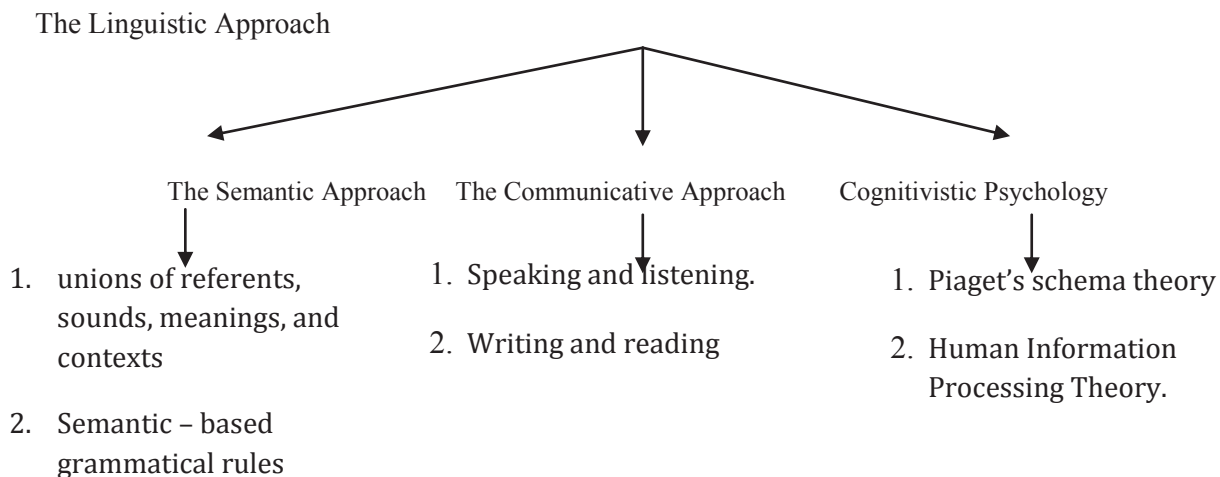 The Linguistic Approach
The Semantic Approach
The Communicative Approach
Cognitivistic Psychology
1. unions of referents,
sounds, meanings, and
contexts
2. Semantic – based
grammatical rules
1. Speaking and listening.
2. Writing and reading
1. Piaget’s schema theory
2. Human Information
Processing Theory.